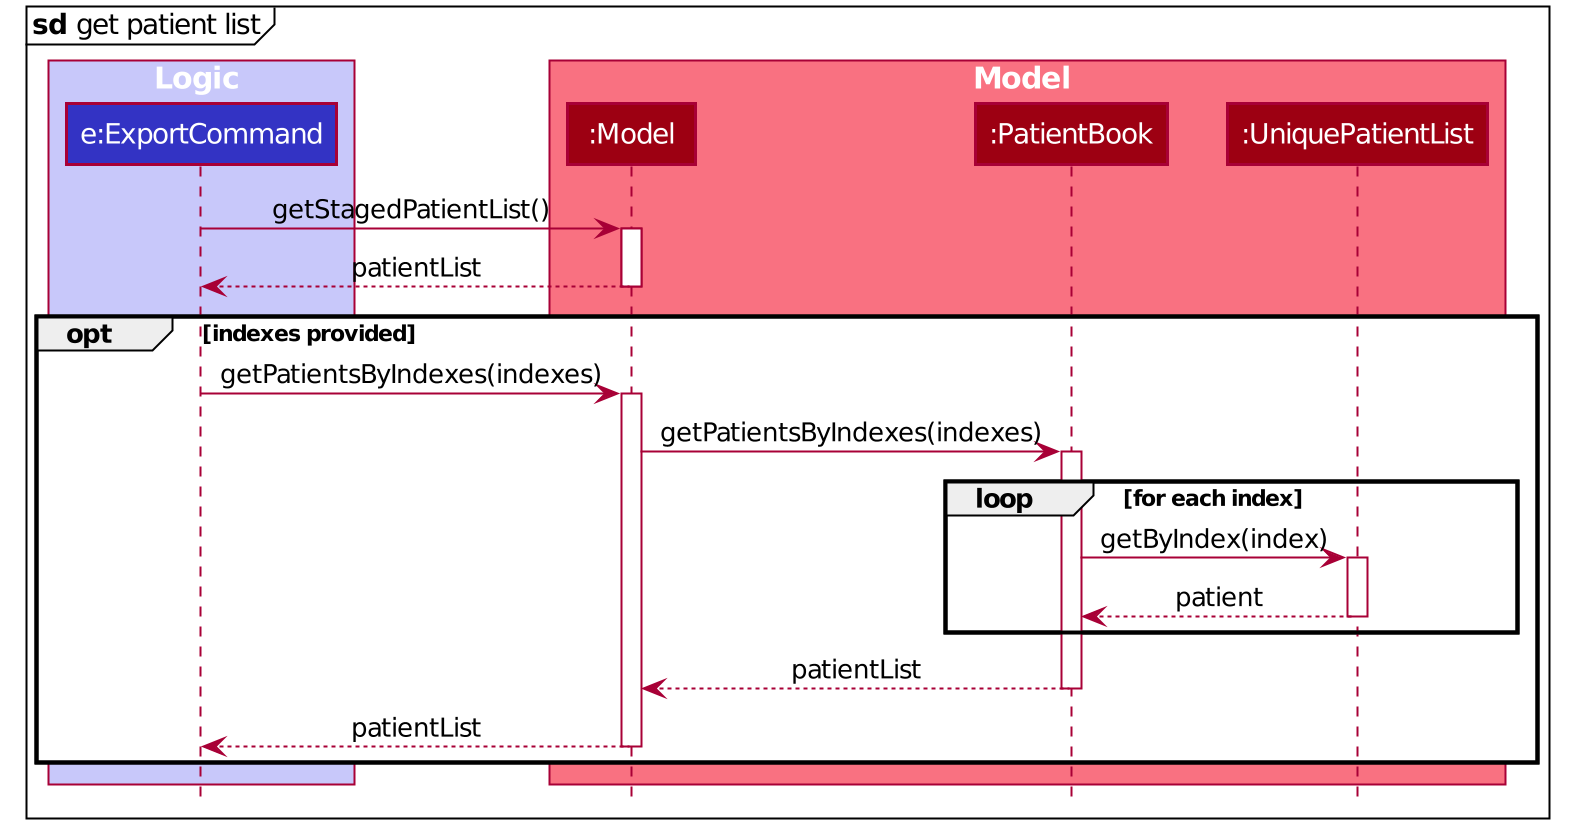 sd get patient list
Logic
Model
e:ExportCommand
:Model
:PatientBook
:UniquePatientList
getStagedPatientList()
patientList
opt
[indexes provided]
getPatientsByIndexes(indexes)
getPatientsByIndexes(indexes)
loop
[for each index]
getByIndex(index)
patient
patientList
patientList